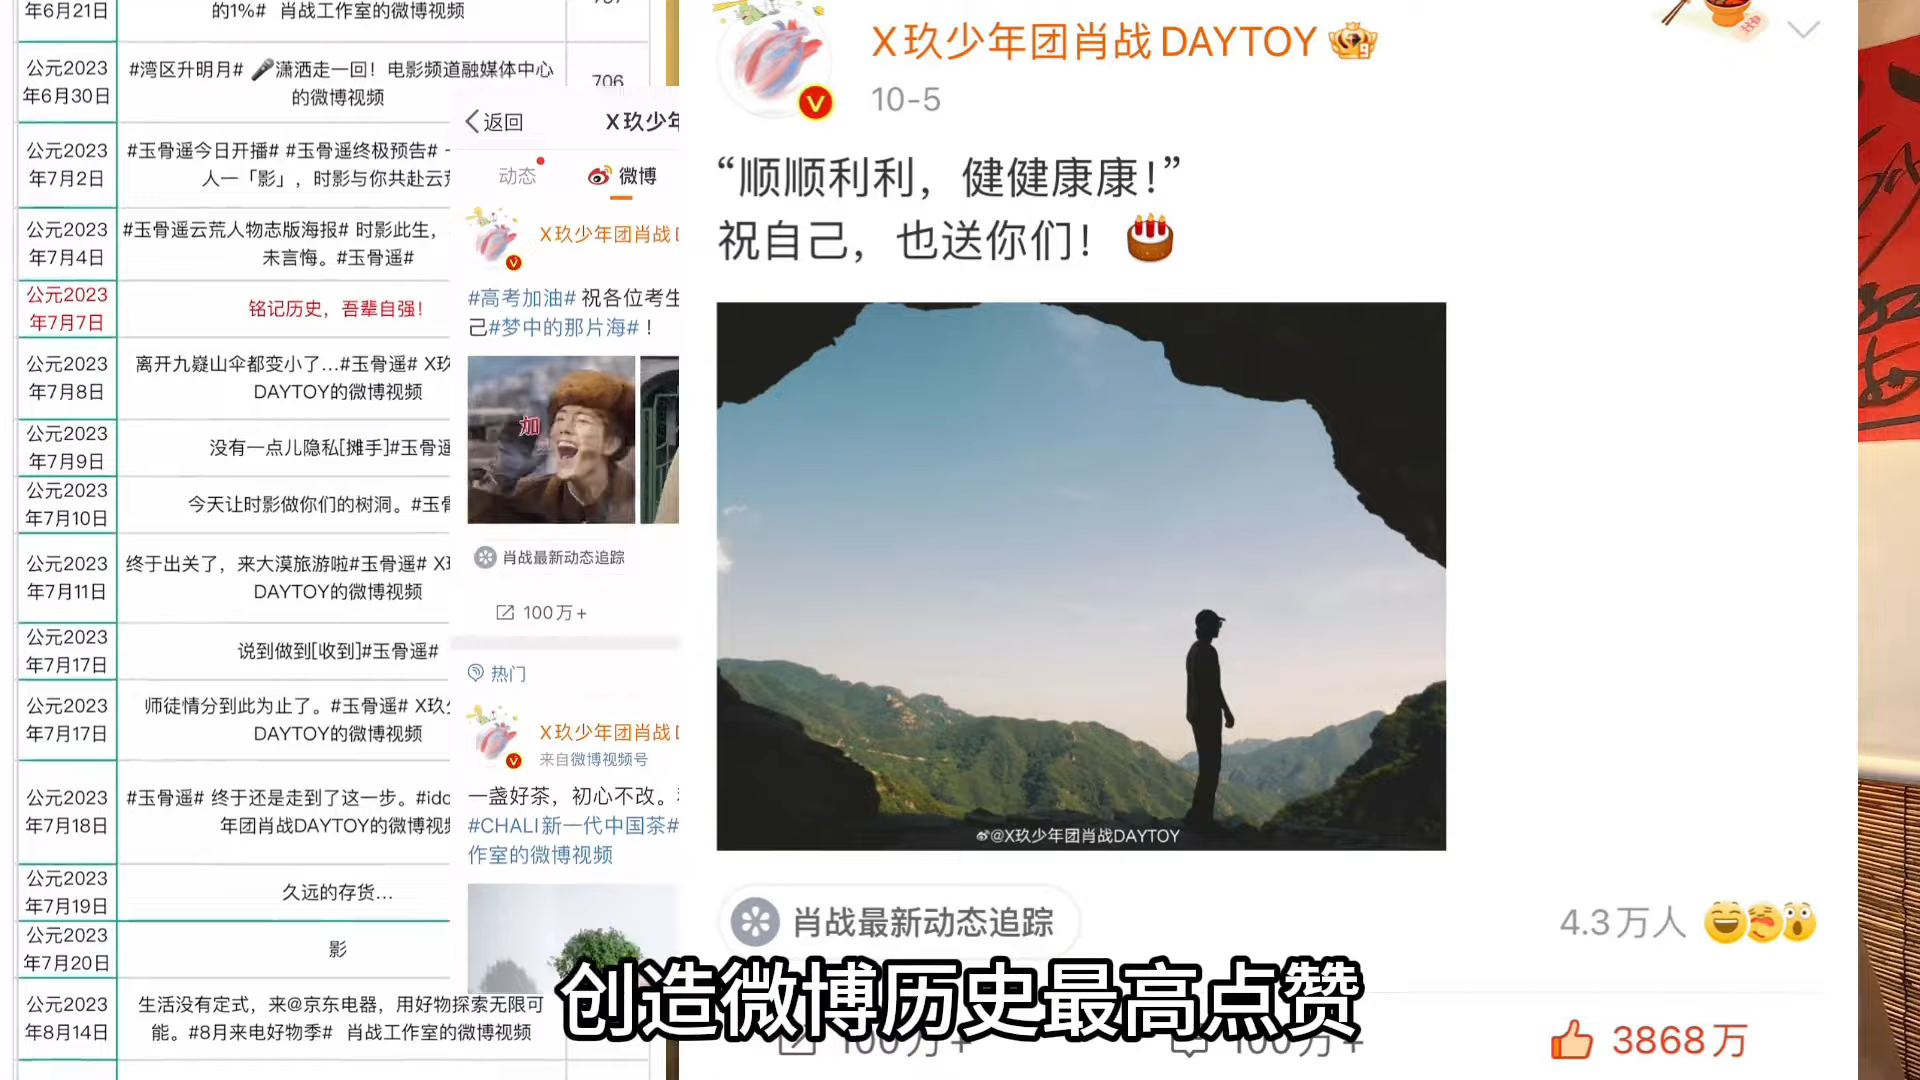 年6月21日
的1%# 肖战工作室的微博视频
公元2023
年6月30日
#湾区升明月# 🎤潇洒走一回！电影频道融媒体中心
的微博视频
706
公元2023
年7月2日
#玉骨遥今日开播# #玉骨遥终极预告#
人一「影」，时影与你共赴云
公元2023
年7月4日
#玉骨遥云荒人物志版海报# 时影此生，
未言悔。#玉骨遥#
公元2023
年7月7日
铭记历史，吾辈自强！
公元2023
年7月8日
离开九嶷山伞都变小了...#玉骨遥# X玖
DAYTOY的微博视频
公元2023
年7月9日
没有一点儿隐私[摊手]#玉骨遥
公元2023
年7月10日
今天让时影做你们的树洞。#玉骨
公元2023
年7月11日
终于出关了，来大漠旅游啦#玉骨遥# X玖
DAYTOY的微博视频
公元2023
年7月17日
说到做到[收到]#玉骨遥#
公元2023
年7月17日
师徒情分到此为止了。#玉骨遥# X玖
DAYTOY的微博视频
公元2023
年7月18日
#玉骨遥# 终于还是走到了这一步。#ido
年团肖战DAYTOY的微博视频
公元2023
年7月19日
久远的存货...
公元2023
年7月20日
影
公元2023
年8月14日
生活没有定式，来@京东电器，用好物探索无限可
能。#8月来电好物季# 肖战工作室的微博视频
返回
X玖少年
动态
微博
X玖少年团肖战
#高考加油# 祝各位考生
己#梦中的那片海#！
加
肖战最新动态追踪
100万+
热门
X玖少年团肖战
来自微博视频号
一盏好茶，初心不改。
#CHALI新一代中国茶#
作室的微博视频
X玖少年团肖战DAYTOY
10-5
“顺顺利利，健健康康！”
祝自己，也送你们！🎂
@X玖少年团肖战DAYTOY
肖战最新动态追踪
4.3万人
100万+
100万+
3868万
创造微博历史最高点赞